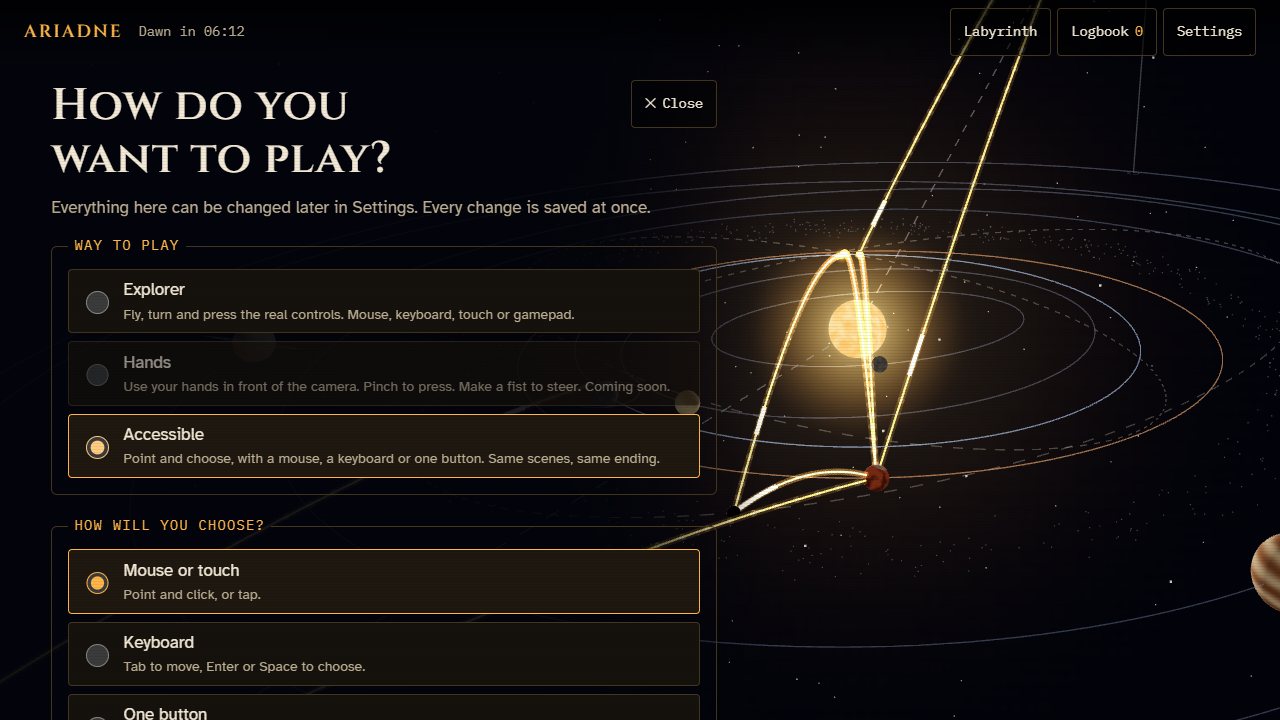 ARIADNE Dawn in 06:12 Labyrinth Logbook 0 Settings
How do you
want to play?
✕ Close
Everything here can be changed later in Settings. Every change is saved at once.
WAY TO PLAY
Explorer
Fly, turn and press the real controls. Mouse, keyboard, touch or gamepad.
Hands
Use your hands in front of the camera. Pinch to press. Make a fist to steer. Coming soon.
Accessible
Point and choose, with a mouse, a keyboard or one button. Same scenes, same ending.
HOW WILL YOU CHOOSE?
Mouse or touch
Point and click, or tap.
Keyboard
Tab to move, Enter or Space to choose.
One button